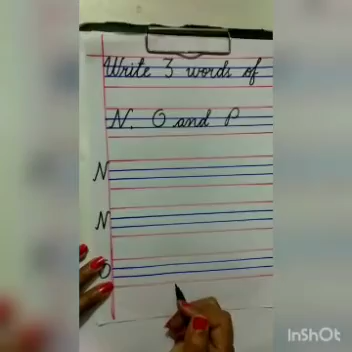 Write 3 words of
N, O and P
N
N
O
InShOt